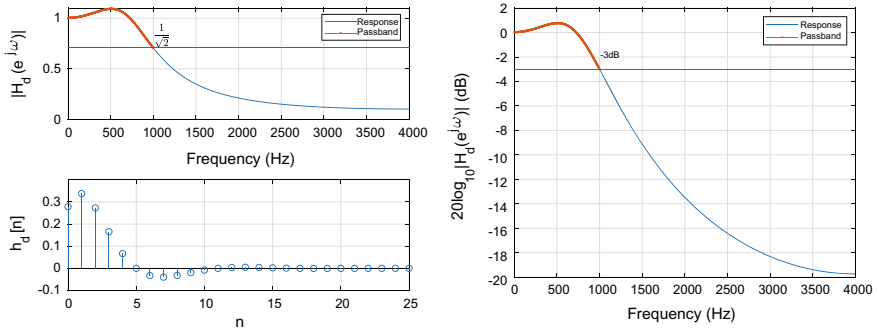 |H_d (e^{jω})|
1
0.5
0
Response
Passband
1/√2
0 500 1000 1500 2000 2500 3000 3500 4000
Frequency (Hz)
h_d [n]
0.3
0.2
0.1
0
-0.1
0 5 10 15 20 25
n
20log_10|H_d(e^{jω})| (dB)
2
0
-2
-4
-6
-8
-10
-12
-14
-16
-18
-20
Response
Passband
-3dB
0 500 1000 1500 2000 2500 3000 3500 4000
Frequency (Hz)